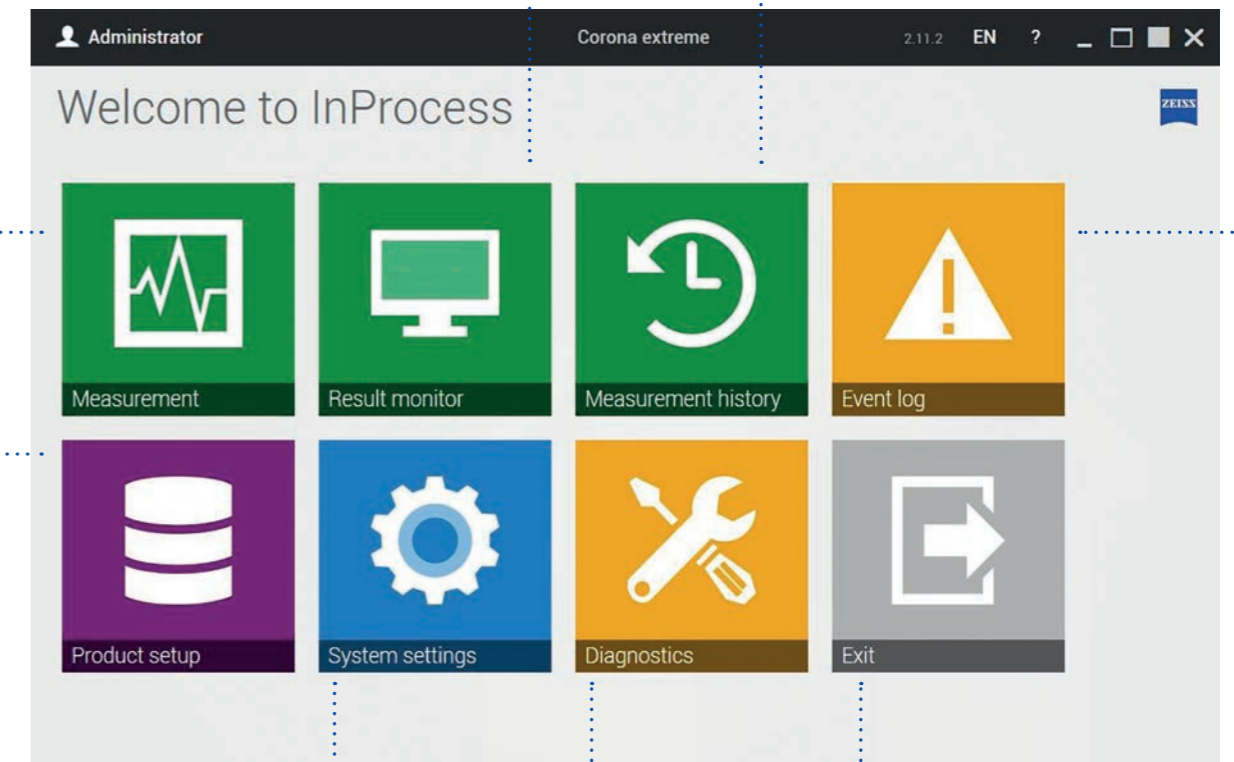 Administrator Corona extreme 2.11.2 EN ?
Welcome to InProcess
ZEISS
Measurement Result monitor Measurement history Event log
Product setup System settings Diagnostics Exit